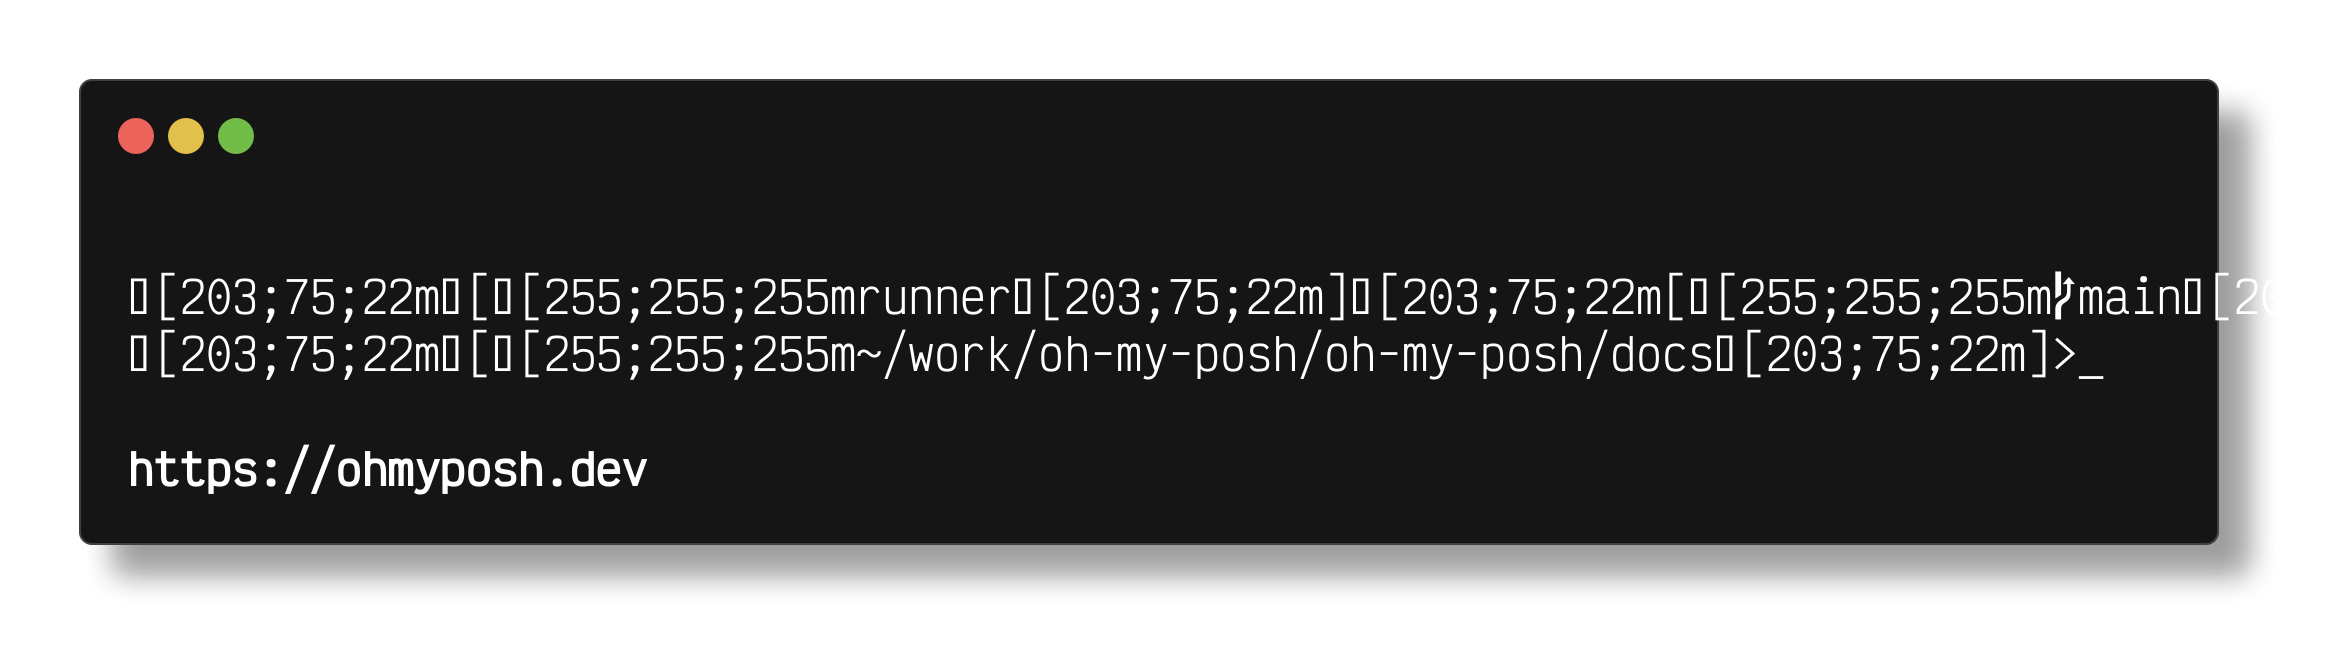 ▯[203;75;22m▯[▯[255;255;255mrunner▯[203;75;22m]▯[203;75;22m[▯[255;255;255mmain▯[20
▯[203;75;22m▯[▯[255;255;255m~/work/oh-my-posh/oh-my-posh/docs▯[203;75;22m]>_
https://ohmyposh.dev